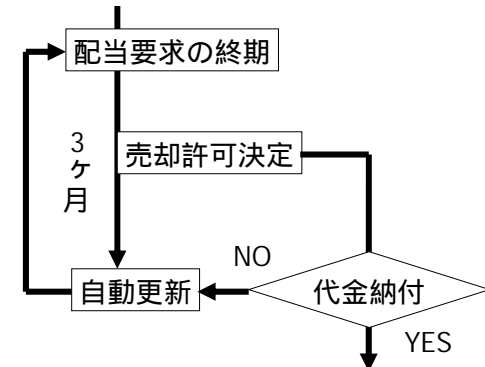 配当要求の終期
3ヶ月
売却許可決定
NO
自動更新
代金納付
YES